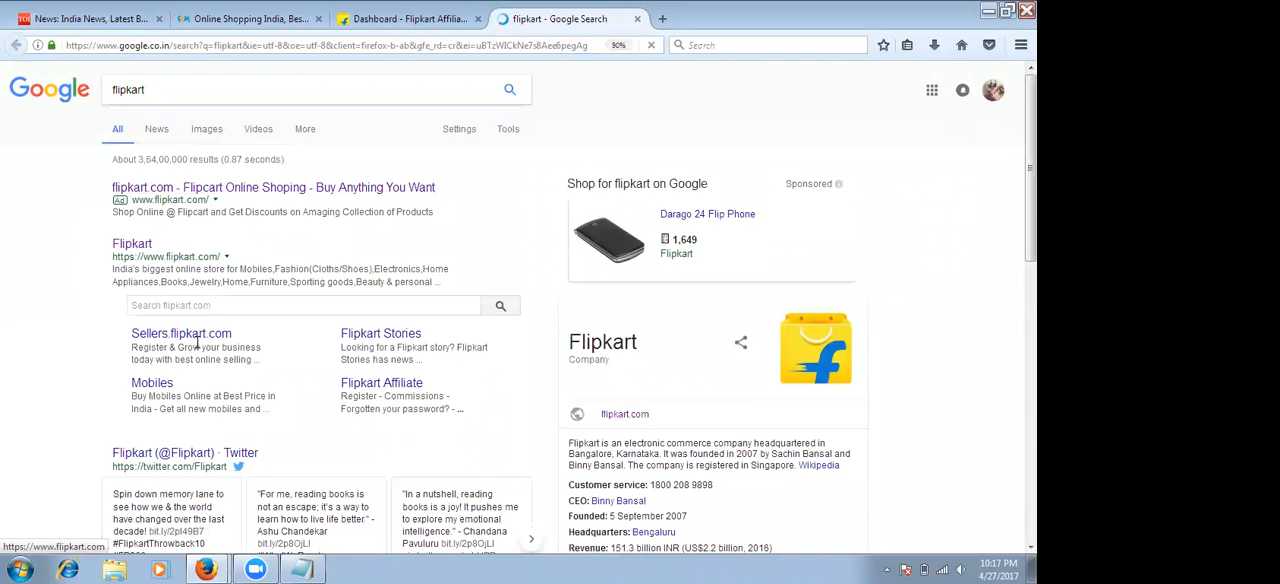 News: India News, Latest B...
Online Shopping India, Bes...
Dashboard - Flipkart Affilia...
flipkart - Google Search
https://www.google.co.in/search?q=flipkart&ie=utf-8&oe=utf-8&client=firefox-b-ab&gfe_rd=cr&ei=uBTzWICkNe7s8Aee6pegAg
90%
Search
Google
flipkart
All
News
Images
Videos
More
Settings
Tools
About 3,64,00,000 results (0.87 seconds)
flipkart.com - Flipcart Online Shoping - Buy Anything You Want
Ad www.flipkart.com/
Shop Online @ Flipcart and Get Discounts on Amaging Collection of Products
Flipkart
https://www.flipkart.com/
India's biggest online store for Mobiles,Fashion(Cloths/Shoes),Electronics,Home
Appliances,Books,Jewelry,Home,Furniture,Sporting goods,Beauty & personal ...
Search flipkart.com
Sellers.flipkart.com
Register & Grow your business
today with best online selling ...
Flipkart Stories
Looking for a Flipkart story? Flipkart
Stories has news ...
Mobiles
Buy Mobiles Online at Best Price in
India - Get all new mobiles and ...
Flipkart Affiliate
Register - Commissions -
Forgotten your password? - ...
Flipkart (@Flipkart) · Twitter
https://twitter.com/Flipkart
Spin down memory lane to
see how we & the world
have changed over the last
decade! bit.ly/2pI49B7
#FlipkartThrowback10
"For me, reading books is
not an escape; it's a way to
learn how to live life better." -
Ashu Chandekar
bit.ly/2p8OjLI
"In a nutshell, reading
books is a joy! It pushes me
to explore my emotional
intelligence." - Chandana
Pavuluru bit.ly/2p8OjLI
Shop for flipkart on Google
Sponsored
Darago 24 Flip Phone
1,649
Flipkart
Flipkart
Company
flipkart.com
Flipkart is an electronic commerce company headquartered in
Bangalore, Karnataka. It was founded in 2007 by Sachin Bansal and
Binny Bansal. The company is registered in Singapore. Wikipedia
Customer service: 1800 208 9898
CEO: Binny Bansal
Founded: 5 September 2007
Headquarters: Bengaluru
Revenue: 151.3 billion INR (US$2.2 billion, 2016)
https://www.flipkart.com
10:17 PM
4/27/2017